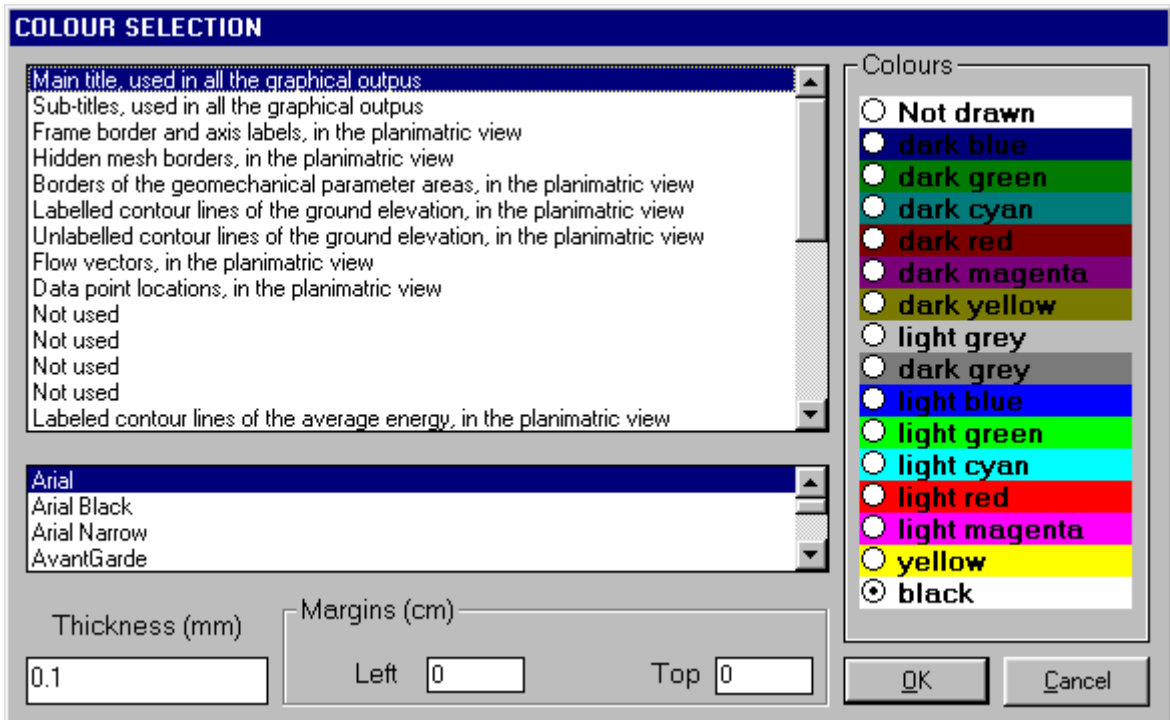 COLOUR SELECTION
Main title, used in all the graphical outpus
Sub-titles, used in all the graphical outpus
Frame border and axis labels, in the planimatric view
Hidden mesh borders, in the planimatric view
Borders of the geomechanical parameter areas, in the planimatric view
Labelled contour lines of the ground elevation, in the planimatric view
Unlabelled contour lines of the ground elevation, in the planimatric view
Flow vectors, in the planimatric view
Data point locations, in the planimatric view
Not used
Not used
Not used
Not used
Labeled contour lines of the average energy, in the planimatric view
Arial
Arial Black
Arial Narrow
AvantGarde
Thickness (mm)
0.1
Margins (cm)
Left 0 Top 0
Colours
Not drawn
dark blue
dark green
dark cyan
dark red
dark magenta
dark yellow
light grey
dark grey
light blue
light green
light cyan
light red
light magenta
yellow
black
OK Cancel